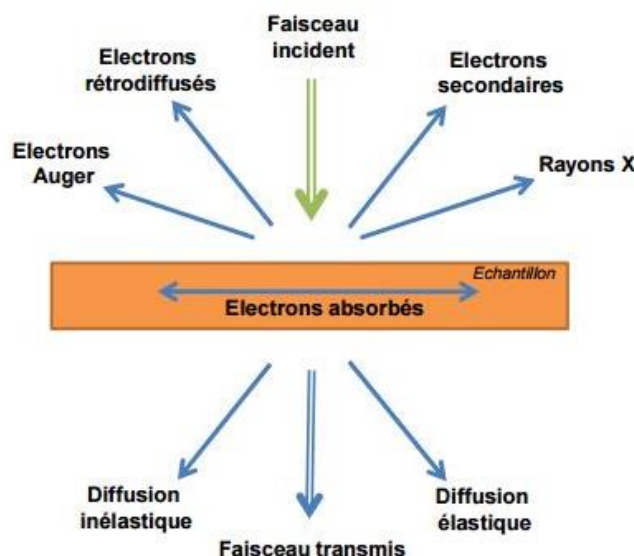 Faisceau
incident
Electrons
rétrodiffusés
Electrons
secondaires
Electrons
Auger
Rayons X
Echantillon
Electrons absorbés
Diffusion
inélastique
Faisceau transmis
Diffusion
élastique